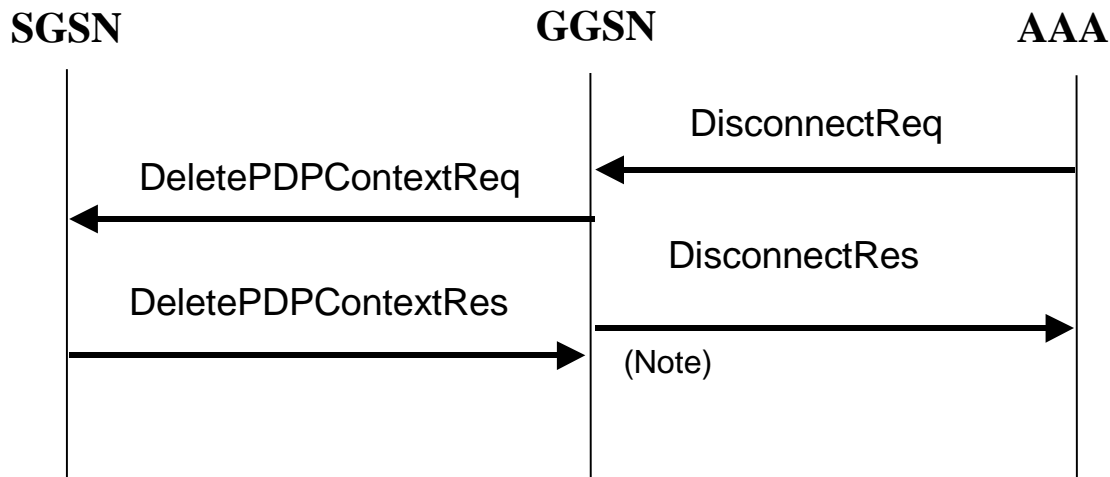 SGSN
GGSN
AAA
DisconnectReq
DeletePDPContextReq
DisconnectRes
DeletePDPContextRes
(Note)